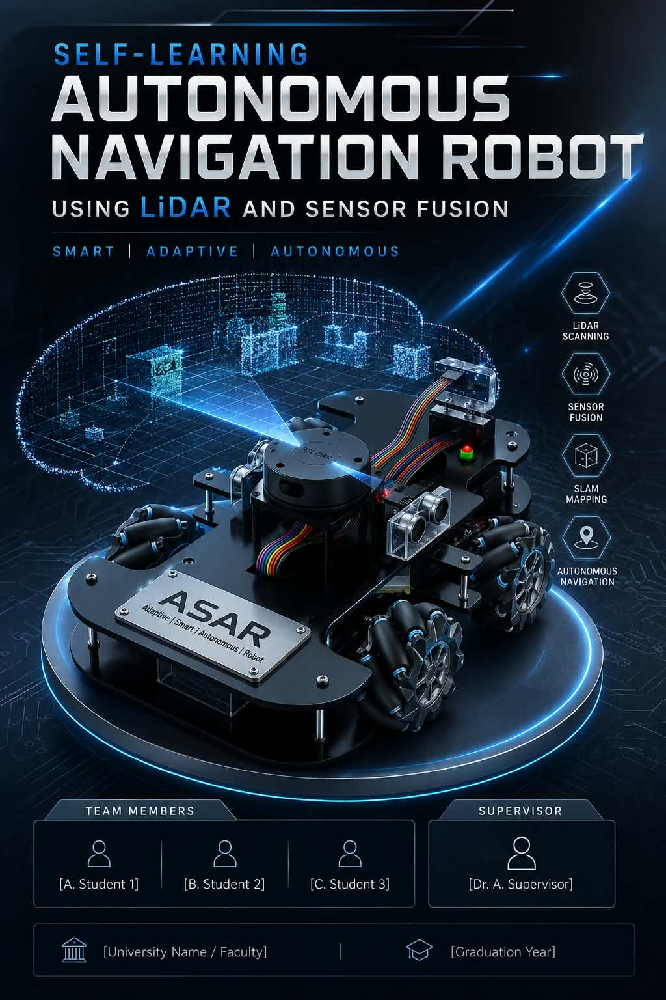 SELF-LEARNING
AUTONOMOUS
NAVIGATION ROBOT
USING LiDAR AND SENSOR FUSION
SMART | ADAPTIVE | AUTONOMOUS
LiDAR
SCANNING
SENSOR
FUSION
SLAM
MAPPING
AUTONOMOUS
NAVIGATION
RPLIDAR
ASAR
Adaptive | Smart | Autonomous | Robot
TEAM MEMBERS
[A. Student 1]
[B. Student 2]
[C. Student 3]
SUPERVISOR
[Dr. A. Supervisor]
[University Name / Faculty]
[Graduation Year]